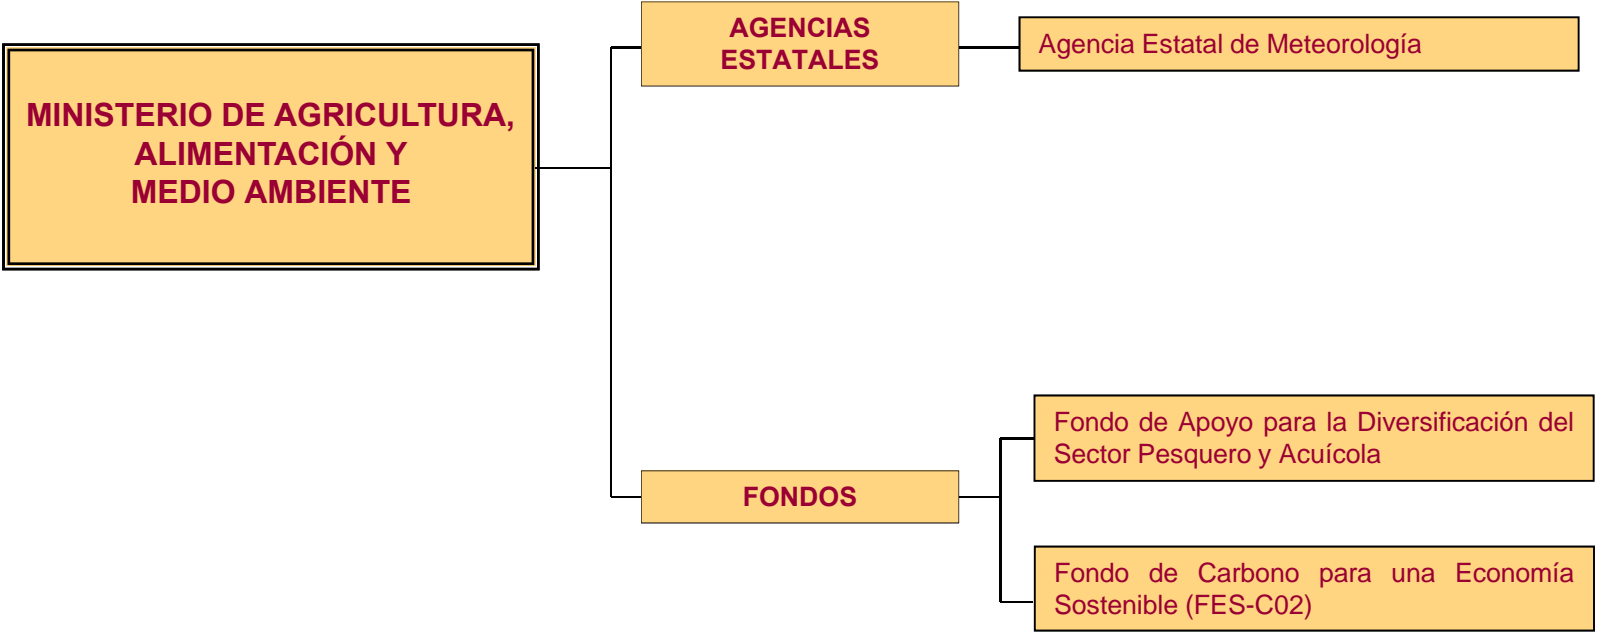 MINISTERIO DE AGRICULTURA,
ALIMENTACIÓN Y
MEDIO AMBIENTE
AGENCIAS
ESTATALES
Agencia Estatal de Meteorología
FONDOS
Fondo de Apoyo para la Diversificación del
Sector Pesquero y Acuícola
Fondo de Carbono para una Economía
Sostenible (FES-C02)